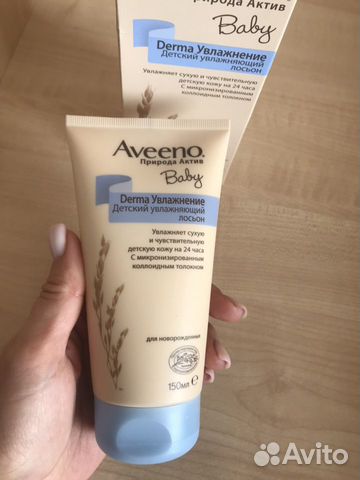 Природа Актив
Baby
Derma Увлажнение
Детский увлажняющий
лосьон
Увлажняет сухую и чувствительную
детскую кожу на 24 часа
С микронизированным
коллоидным толокном
Aveeno.
Природа Актив
Baby
Derma Увлажнение
Детский увлажняющий
лосьон
Увлажняет сухую
и чувствительную
детскую кожу на 24 часа
С микронизированным
коллоидным толокном
для новорожденных
150мл e
Avito